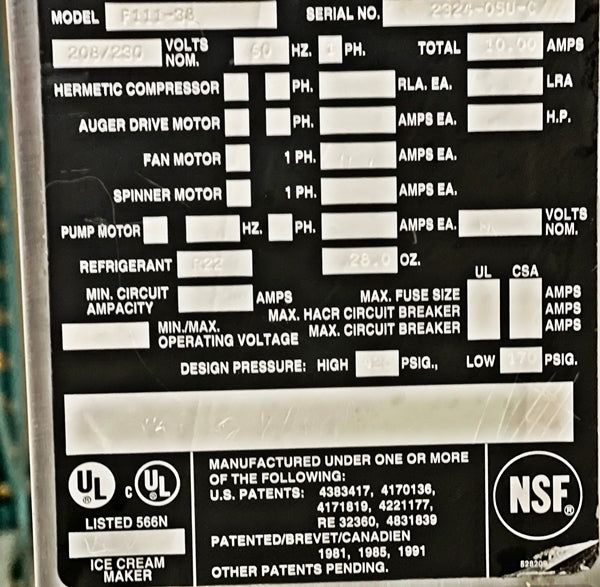 MODEL F111-38 SERIAL NO. 2324-05U-C
208/230 VOLTS NOM. 60 HZ. 1 PH. TOTAL 10.00 AMPS
HERMETIC COMPRESSOR PH. RLA. EA. LRA
AUGER DRIVE MOTOR PH. AMPS EA. H.P.
FAN MOTOR 1 PH. AMPS EA.
SPINNER MOTOR 1 PH. AMPS EA.
PUMP MOTOR HZ. PH. AMPS EA. VOLTS NOM.
REFRIGERANT R22 28.0 OZ.
UL CSA
MIN. CIRCUIT AMPACITY AMPS MAX. FUSE SIZE AMPS
MAX. HACR CIRCUIT BREAKER AMPS
MIN./MAX. OPERATING VOLTAGE MAX. CIRCUIT BREAKER AMPS
DESIGN PRESSURE: HIGH PSIG., LOW 170 PSIG.
UL ® c UL ®
LISTED 566N
ICE CREAM
MAKER
MANUFACTURED UNDER ONE OR MORE
OF THE FOLLOWING:
U.S. PATENTS: 4383417, 4170136,
4171819, 4221177,
RE 32360, 4831839
PATENTED/BREVET/CANADIEN
1981, 1985, 1991
OTHER PATENTS PENDING.
NSF®